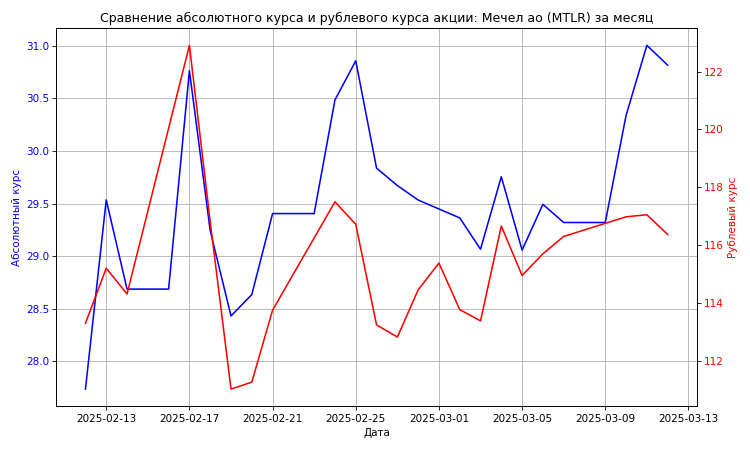 Сравнение абсолютного курса и рублевого курса акции: Мечел ао (MTLR) за месяц
31.0
30.5
30.0
29.5
29.0
28.5
28.0
Абсолютный курс
122
120
118
116
114
112
Рублевый курс
2025-02-13 2025-02-17 2025-02-21 2025-02-25 2025-03-01 2025-03-05 2025-03-09 2025-03-13
Дата